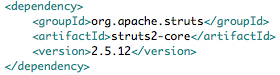 <dependency>
<groupId>org.apache.struts</groupId>
<artifactId>struts2-core</artifactId>
<version>2.5.12</version>
</dependency>